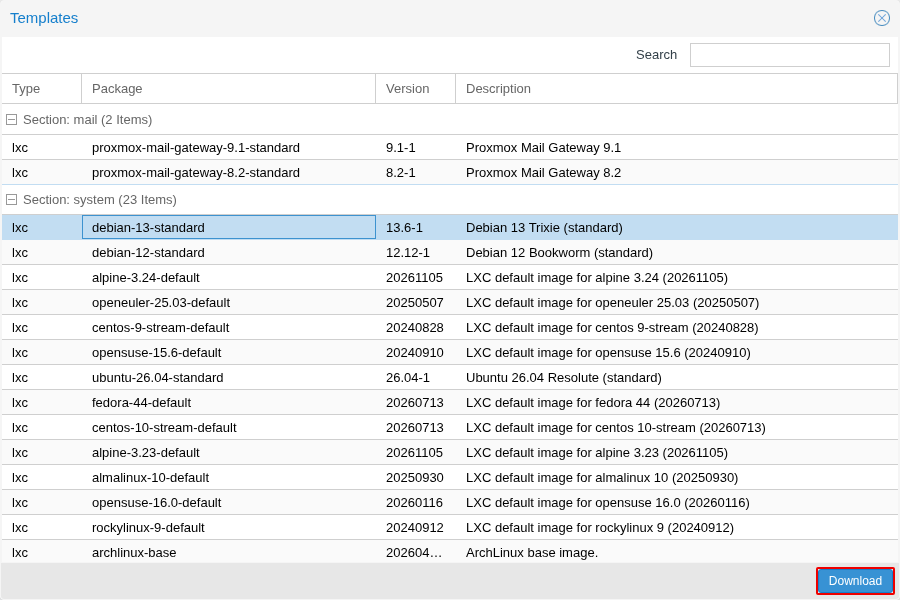 Templates
Search
Type Package Version Description
Section: mail (2 Items)
lxc proxmox-mail-gateway-9.1-standard 9.1-1 Proxmox Mail Gateway 9.1
lxc proxmox-mail-gateway-8.2-standard 8.2-1 Proxmox Mail Gateway 8.2
Section: system (23 Items)
lxc debian-13-standard 13.6-1 Debian 13 Trixie (standard)
lxc debian-12-standard 12.12-1 Debian 12 Bookworm (standard)
lxc alpine-3.24-default 20261105 LXC default image for alpine 3.24 (20261105)
lxc openeuler-25.03-default 20250507 LXC default image for openeuler 25.03 (20250507)
lxc centos-9-stream-default 20240828 LXC default image for centos 9-stream (20240828)
lxc opensuse-15.6-default 20240910 LXC default image for opensuse 15.6 (20240910)
lxc ubuntu-26.04-standard 26.04-1 Ubuntu 26.04 Resolute (standard)
lxc fedora-44-default 20260713 LXC default image for fedora 44 (20260713)
lxc centos-10-stream-default 20260713 LXC default image for centos 10-stream (20260713)
lxc alpine-3.23-default 20261105 LXC default image for alpine 3.23 (20261105)
lxc almalinux-10-default 20250930 LXC default image for almalinux 10 (20250930)
lxc opensuse-16.0-default 20260116 LXC default image for opensuse 16.0 (20260116)
lxc rockylinux-9-default 20240912 LXC default image for rockylinux 9 (20240912)
lxc archlinux-base 202604… ArchLinux base image.
Download